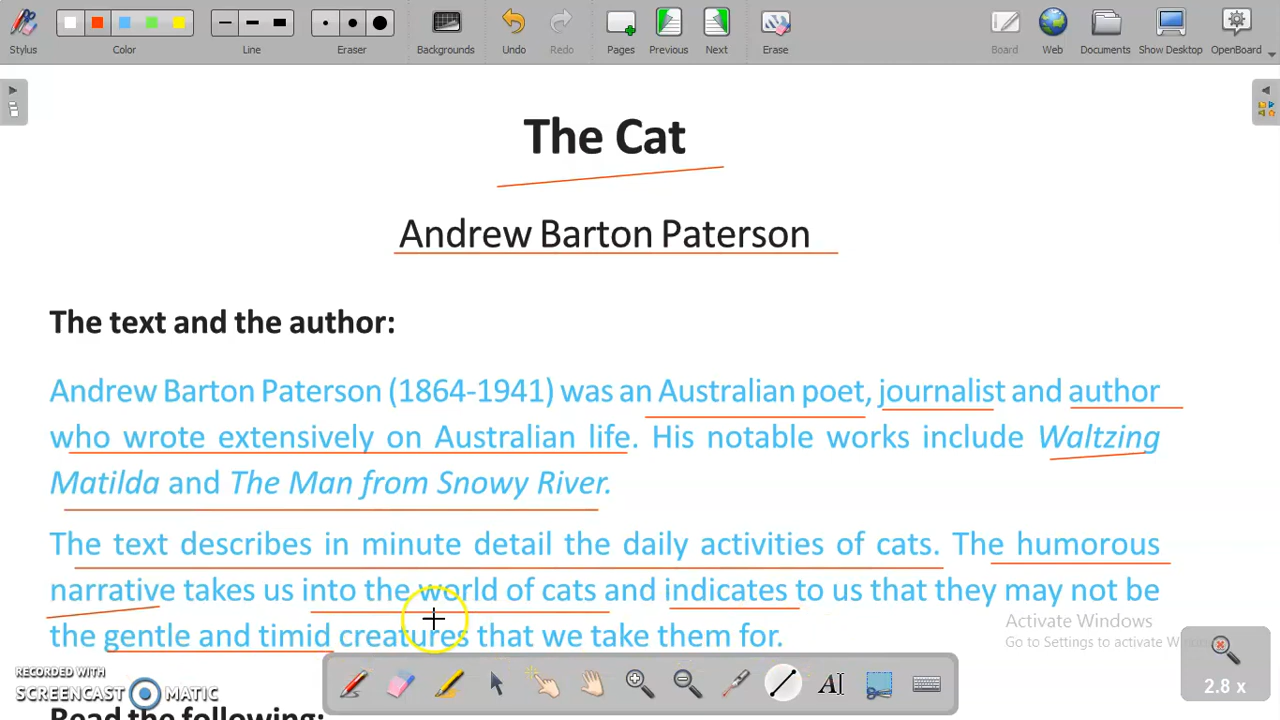 Stylus Color Line Eraser Backgrounds Undo Redo Pages Previous Next Erase Board Web Documents Show Desktop OpenBoard
The Cat
Andrew Barton Paterson
The text and the author:
Andrew Barton Paterson (1864-1941) was an Australian poet, journalist and author
who wrote extensively on Australian life. His notable works include Waltzing
Matilda and The Man from Snowy River.
The text describes in minute detail the daily activities of cats. The humorous
narrative takes us into the world of cats and indicates to us that they may not be
the gentle and timid creatures that we take them for.
Activate Windows
Go to Settings to activate
RECORDED WITH
SCREENCAST MATIC
AI
2.8 x
Read the following: